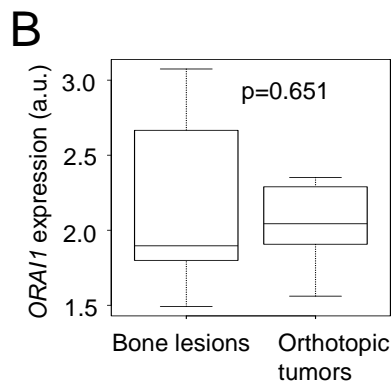 B
ORAI1 expression (a.u.)
3.0
2.5
2.0
1.5
p=0.651
Bone lesions
Orthotopic
tumors